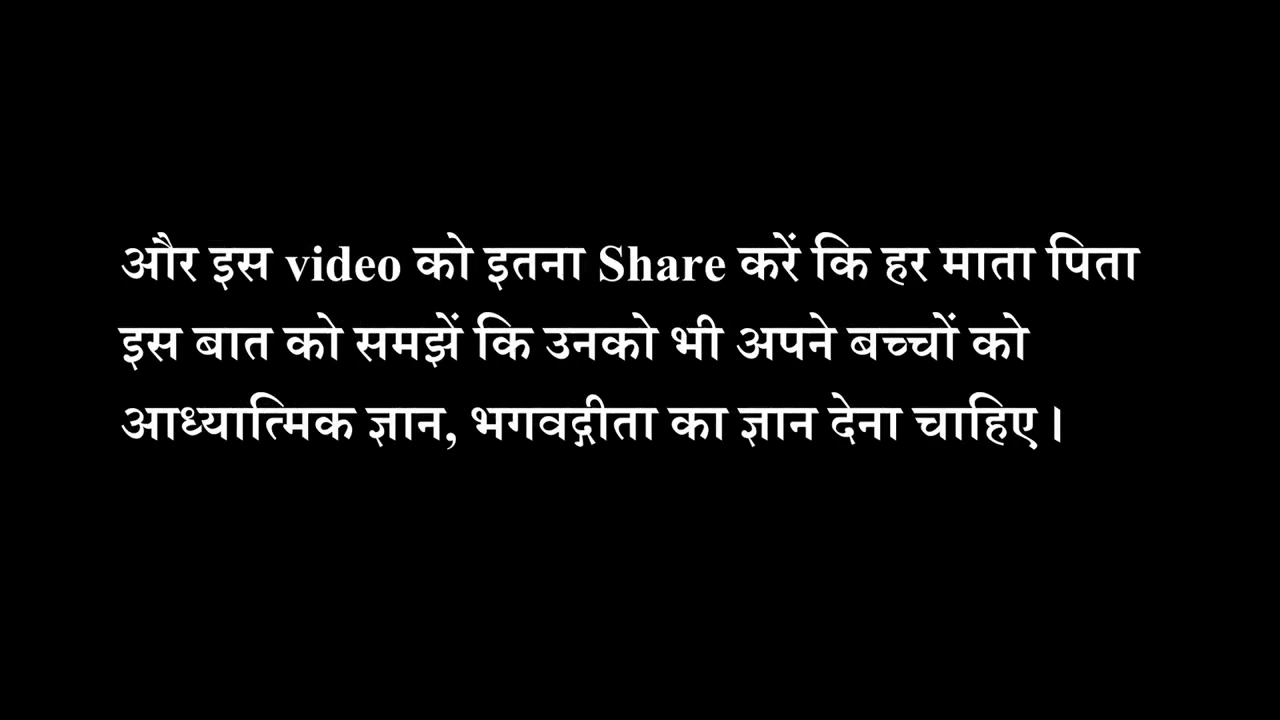 और इस video को इतना Share करें कि हर माता पिता
इस बात को समझें कि उनको भी अपने बच्चों को
आध्यात्मिक ज्ञान, भगवद्गीता का ज्ञान देना चाहिए।